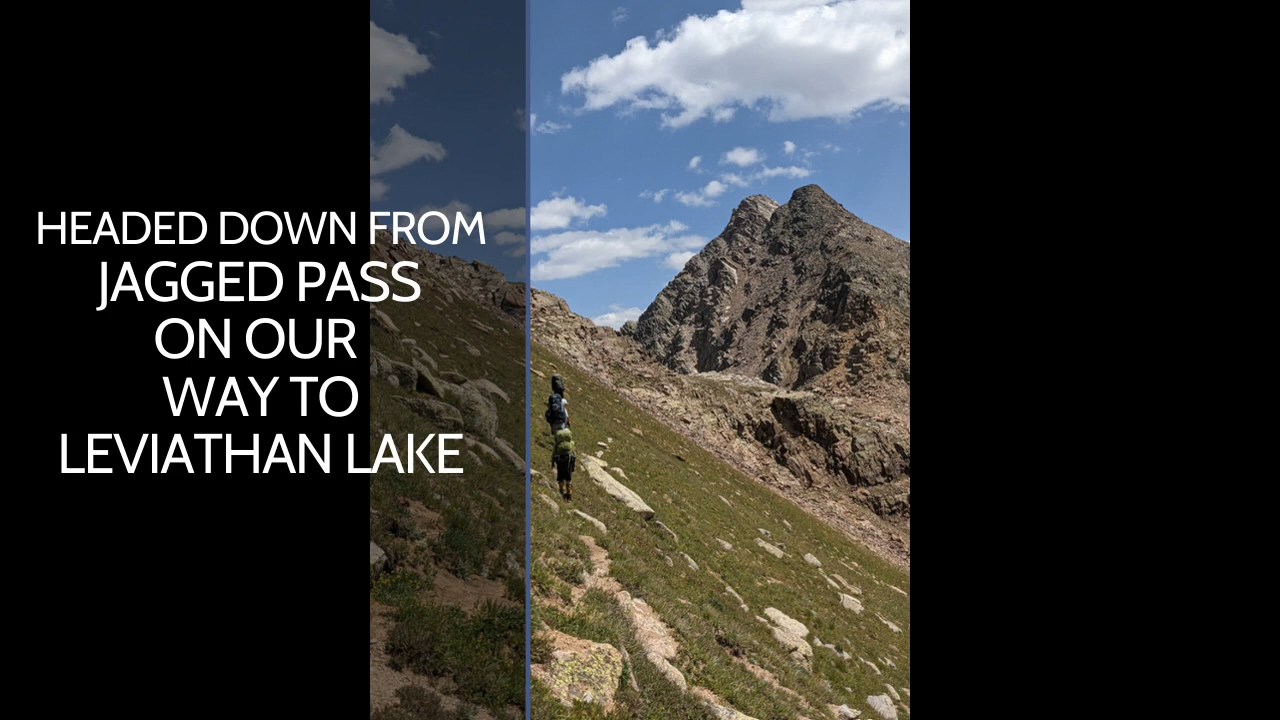 HEADED DOWN FROM
JAGGED PASS
ON OUR
WAY TO
LEVIATHAN LAKE